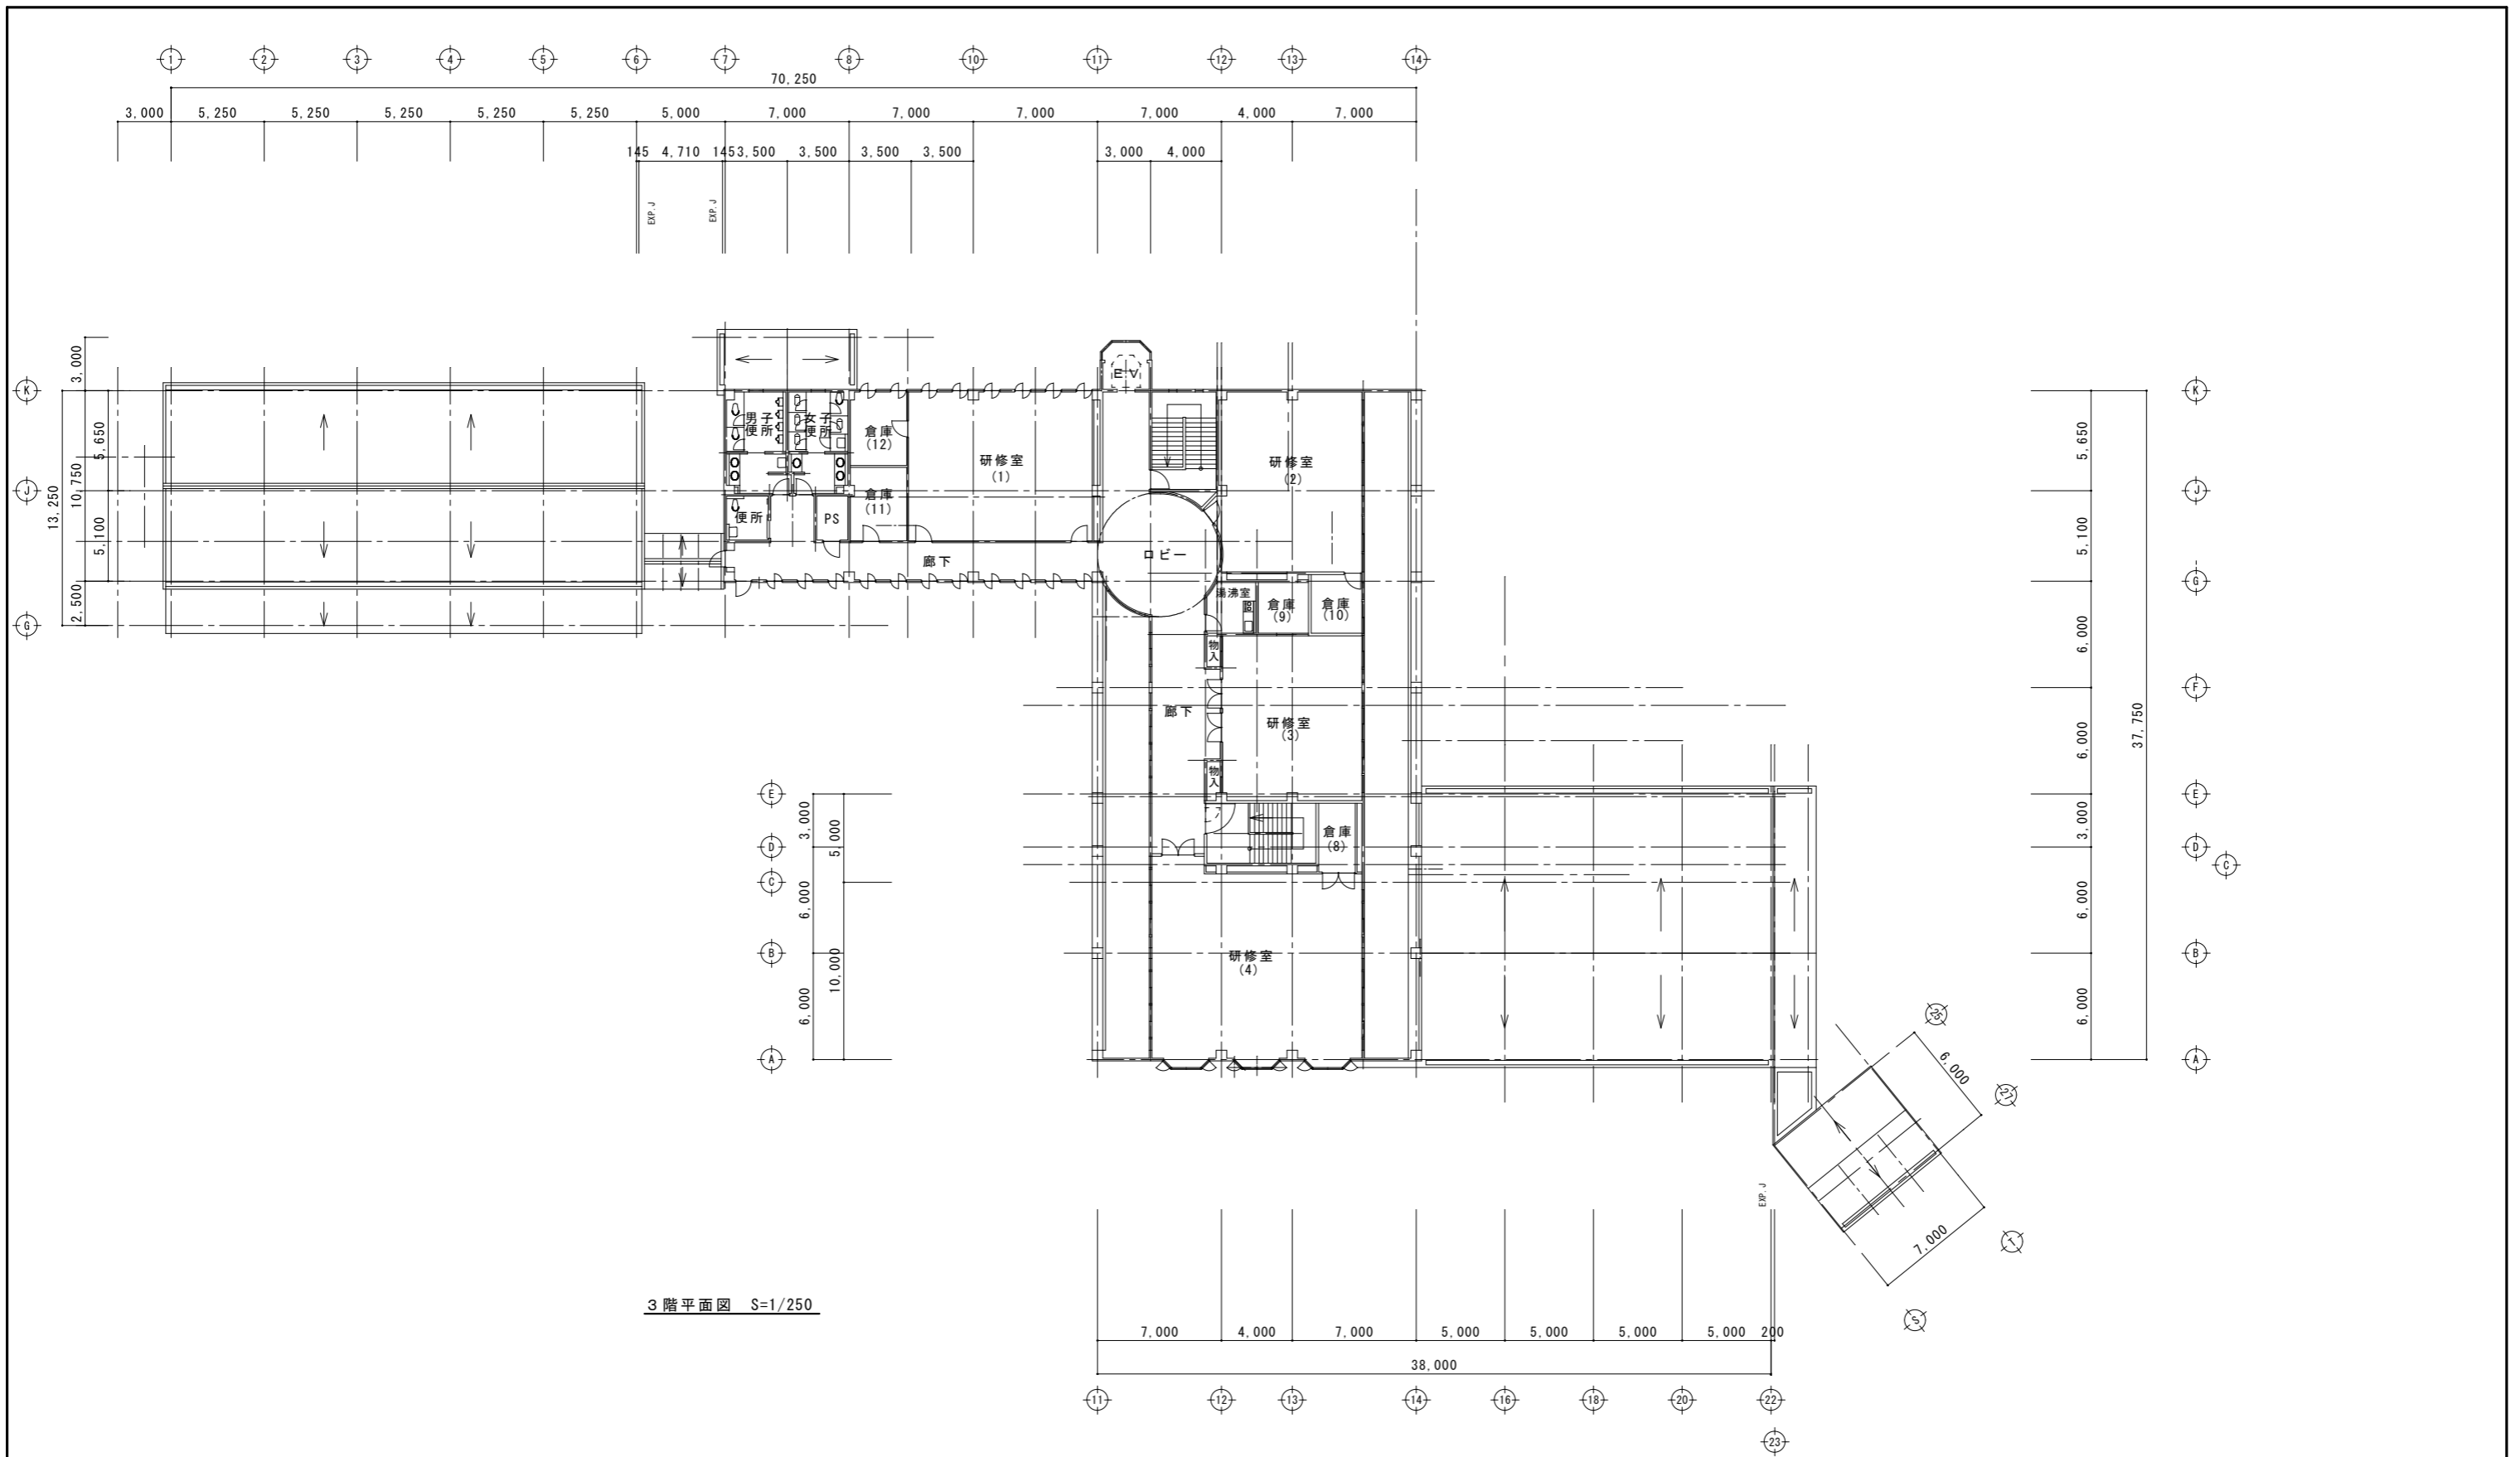 1 2 3 4 5 6 7 8 10 11 12 13 14
70,250
3,000 5,250 5,250 5,250 5,250 5,250 5,000 7,000 7,000 7,000 7,000 4,000 7,000
145 4,710 145 3,500 3,500 3,500 3,500 3,000 4,000
EXP.J
EXP.J
K
J
G
3,000
5,650
5,100
10,750
13,250
2,500
E.V
男子
便所
女子
便所
倉庫
(12)
研修室
(1)
研修室
(2)
倉庫
(11)
便所
PS
廊下
ロビー
湯沸室
倉庫
(9)
倉庫
(10)
物
入
廊下
研修室
(3)
物
入
倉庫
(8)
研修室
(4)
E
D
C
B
A
3,000
5,000
6,000
10,000
6,000
K
J
G
F
E
D
C
B
A
5,650
5,100
6,000
6,000
3,000
6,000
6,000
37,750
25
6,000
27
7,000
T
S
EXP.J
3階平面図 S=1/250
7,000 4,000 7,000 5,000 5,000 5,000 5,000 200
38,000
11 12 13 14 16 18 20 22
23